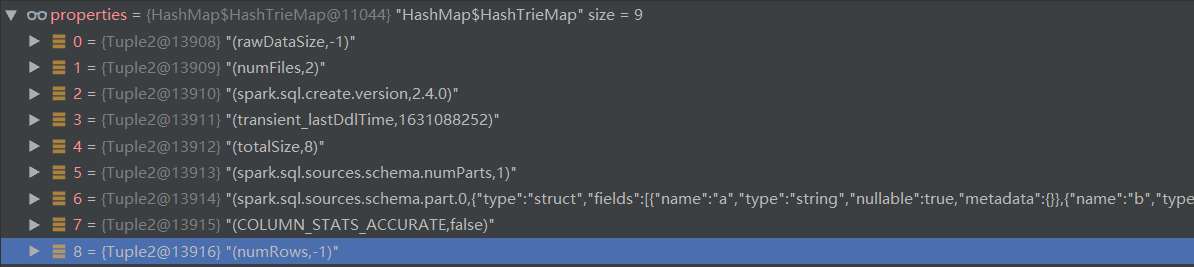 properties = {HashMap$HashTrieMap@11044} "HashMap$HashTrieMap" size = 9
0 = {Tuple2@13908} "(rawDataSize,-1)"
1 = {Tuple2@13909} "(numFiles,2)"
2 = {Tuple2@13910} "(spark.sql.create.version,2.4.0)"
3 = {Tuple2@13911} "(transient_lastDdlTime,1631088252)"
4 = {Tuple2@13912} "(totalSize,8)"
5 = {Tuple2@13913} "(spark.sql.sources.schema.numParts,1)"
6 = {Tuple2@13914} "(spark.sql.sources.schema.part.0,{"type":"struct","fields":[{"name":"a","type":"string","nullable":true,"metadata":{}},{"name":"b","type
7 = {Tuple2@13915} "(COLUMN_STATS_ACCURATE,false)"
8 = {Tuple2@13916} "(numRows,-1)"